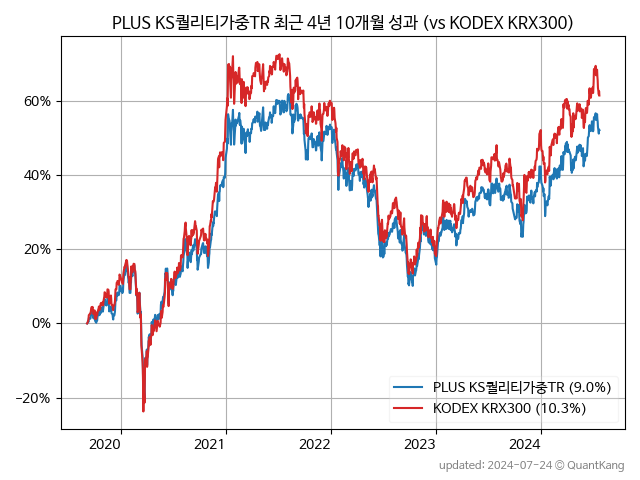 PLUS KS퀄리티가중TR 최근 4년 10개월 성과 (vs KODEX KRX300)
60%
40%
20%
0%
−20%
PLUS KS퀄리티가중TR (9.0%)
KODEX KRX300 (10.3%)
2020 2021 2022 2023 2024
updated: 2024-07-24 © QuantKang